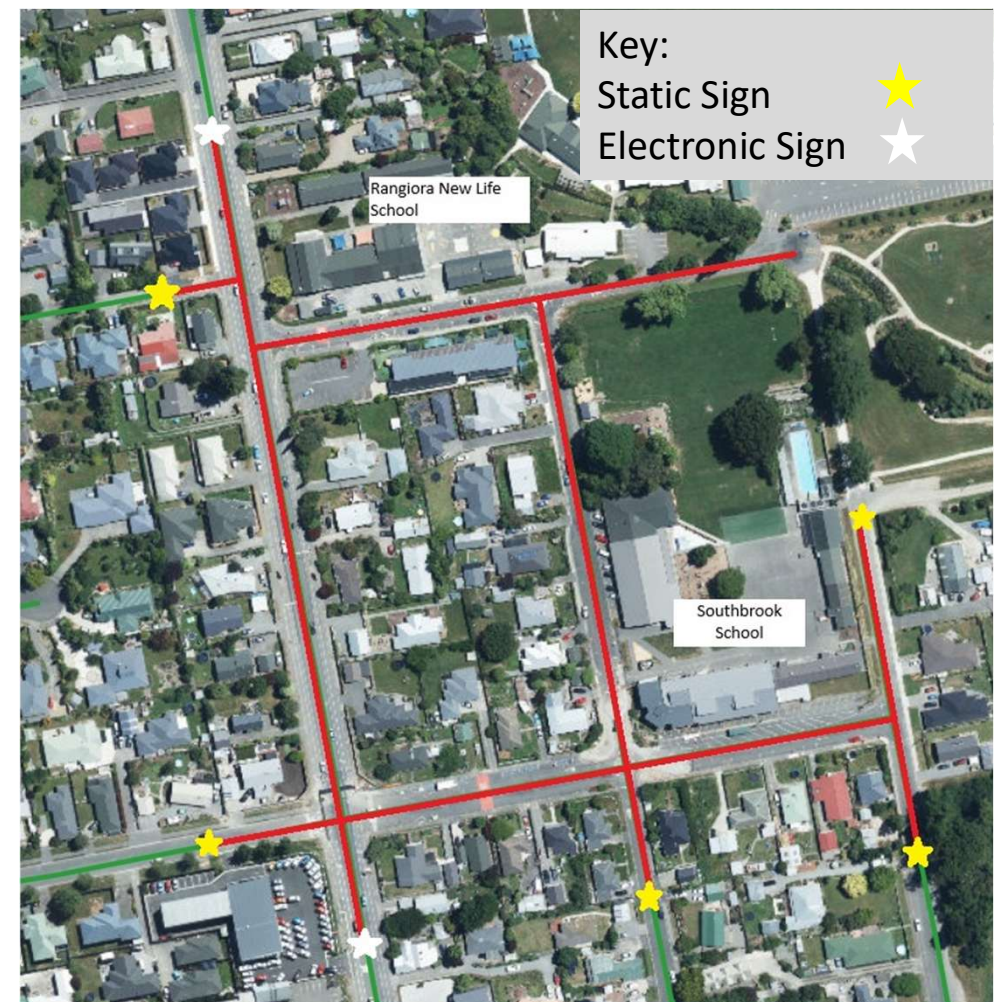 Key:
Static Sign
Electronic Sign
Rangiora New Life
School
Southbrook
School